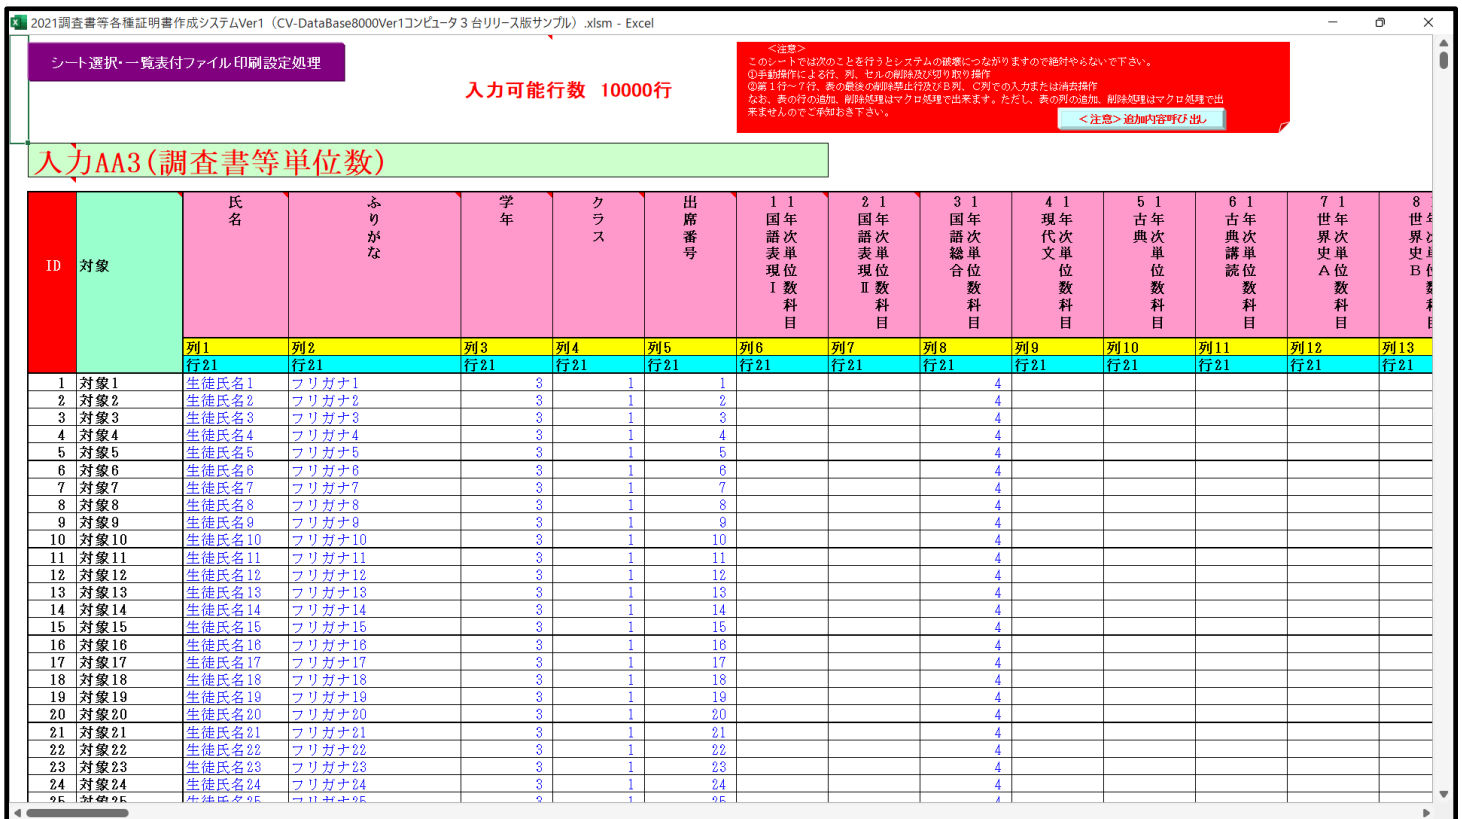 2021調査書等各種証明書作成システムVer1（CV-DataBase8000Ver1コンピュータ３台リリース版サンプル）.xlsm - Excel
シート選択・一覧表付ファイル印刷設定処理
入力可能行数 10000行
＜注意＞
このシートでは次のことを行うとシステムの破壊につながりますので絶対やらないで下さい。
①手動操作による行、列、セルの削除及び切り取り操作
②第１行～７行、表の最後の削除禁止行及びＢ列、Ｃ列での入力または消去操作
なお、表の行の追加、削除処理はマクロ処理で出来ます。ただし、表の列の追加、削除処理はマクロ処理で出
来ませんのでご承知おき下さい。
＜注意＞追加内容呼び出し
入力AA3(調査書等単位数)
ID 対象 氏名 ふりがな 学年 クラス 出席番号 1 1年次単位数科目 国語表現Ⅰ 2 1年次単位数科目 国語表現Ⅱ 3 1年次単位数科目 国語総合 4 1年次単位数科目 現代文 5 1年次単位数科目 古典 6 1年次単位数科目 古典講読 7 1年次単位数科目 世界史Ａ 8 世界史Ｂ
列1 列2 列3 列4 列5 列6 列7 列8 列9 列10 列11 列12 列13
行21 行21 行21 行21 行21 行21 行21 行21 行21 行21 行21 行21 行21
1 対象1 生徒氏名1 フリガナ1 3 1 1 4
2 対象2 生徒氏名2 フリガナ2 3 1 2 4
3 対象3 生徒氏名3 フリガナ3 3 1 3 4
4 対象4 生徒氏名4 フリガナ4 3 1 4 4
5 対象5 生徒氏名5 フリガナ5 3 1 5 4
6 対象6 生徒氏名6 フリガナ6 3 1 6 4
7 対象7 生徒氏名7 フリガナ7 3 1 7 4
8 対象8 生徒氏名8 フリガナ8 3 1 8 4
9 対象9 生徒氏名9 フリガナ9 3 1 9 4
10 対象10 生徒氏名10 フリガナ10 3 1 10 4
11 対象11 生徒氏名11 フリガナ11 3 1 11 4
12 対象12 生徒氏名12 フリガナ12 3 1 12 4
13 対象13 生徒氏名13 フリガナ13 3 1 13 4
14 対象14 生徒氏名14 フリガナ14 3 1 14 4
15 対象15 生徒氏名15 フリガナ15 3 1 15 4
16 対象16 生徒氏名16 フリガナ16 3 1 16 4
17 対象17 生徒氏名17 フリガナ17 3 1 17 4
18 対象18 生徒氏名18 フリガナ18 3 1 18 4
19 対象19 生徒氏名19 フリガナ19 3 1 19 4
20 対象20 生徒氏名20 フリガナ20 3 1 20 4
21 対象21 生徒氏名21 フリガナ21 3 1 21 4
22 対象22 生徒氏名22 フリガナ22 3 1 22 4
23 対象23 生徒氏名23 フリガナ23 3 1 23 4
24 対象24 生徒氏名24 フリガナ24 3 1 24 4
25 対象25 生徒氏名25 フリガナ25 3 1 25 4